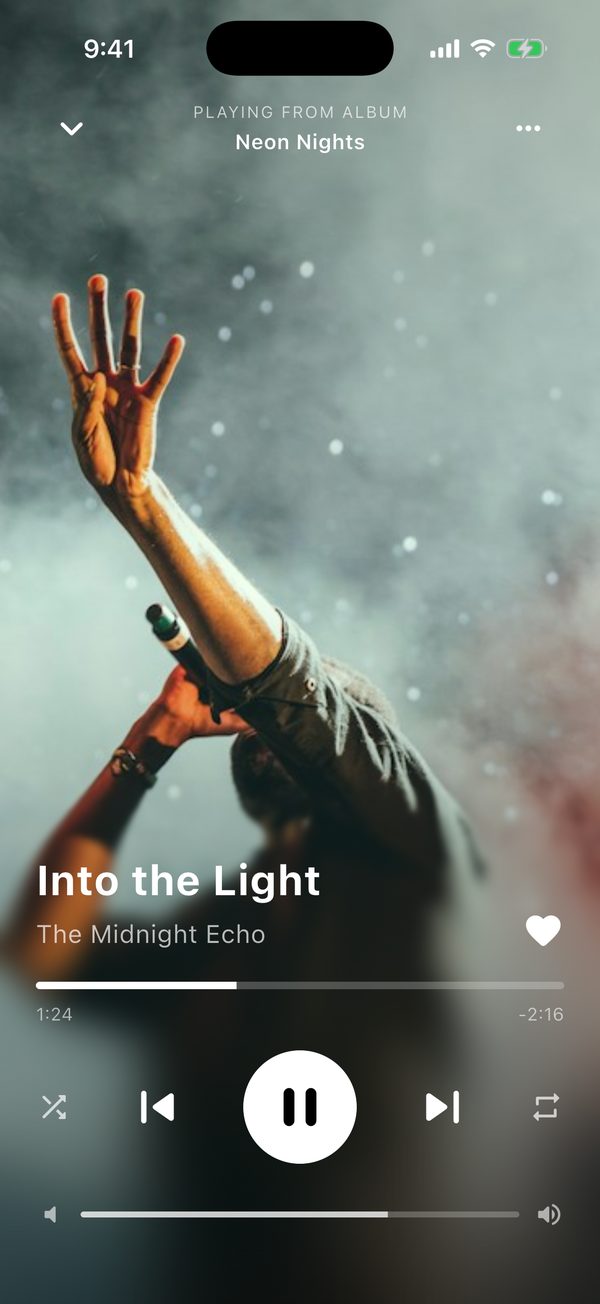 9:41
PLAYING FROM ALBUM
Neon Nights
Into the Light
The Midnight Echo
1:24
-2:16